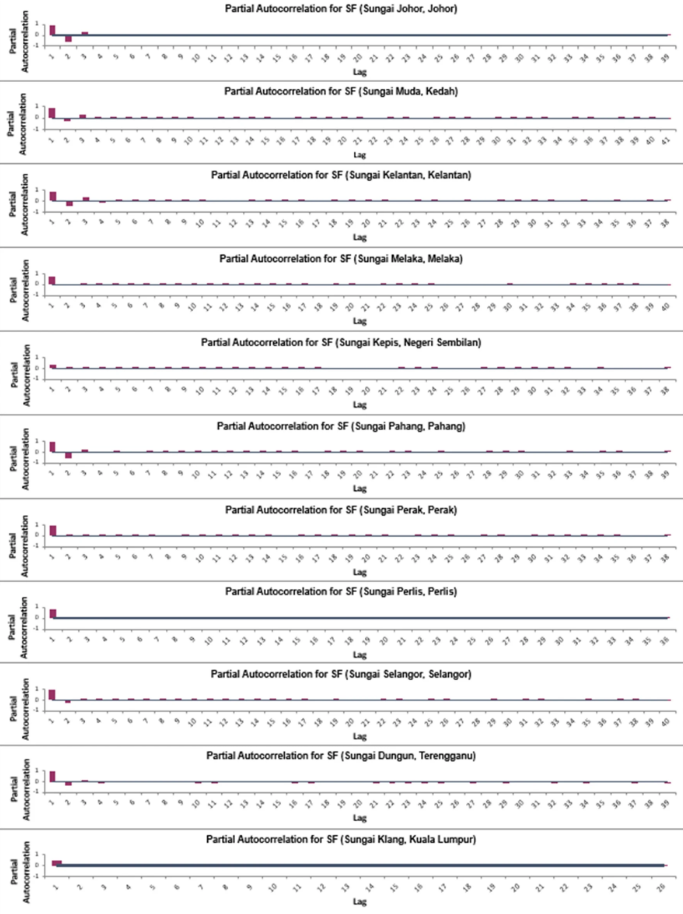 Partial Autocorrelation for SF (Sungai Johor, Johor)
Partial
Autocorrelation
1
0
-1
1 2 3 4 5 6 7 8 9 10 11 12 13 14 15 16 17 18 19 20 21 22 23 24 25 26 27 28 29 30 31 32 33 34 35 36 37 38 39
Lag
Partial Autocorrelation for SF (Sungai Muda, Kedah)
Partial
Autocorrelation
1
0
-1
1 2 3 4 5 6 7 8 9 10 11 12 13 14 15 16 17 18 19 20 21 22 23 24 25 26 27 28 29 30 31 32 33 34 35 36 37 38 39 40 41
Lag
Partial Autocorrelation for SF (Sungai Kelantan, Kelantan)
Partial
Autocorrelation
1
0
-1
1 2 3 4 5 6 7 8 9 10 11 12 13 14 15 16 17 18 19 20 21 22 23 24 25 26 27 28 29 30 31 32 33 34 35 36 37 38
Lag
Partial Autocorrelation for SF (Sungai Melaka, Melaka)
Partial
Autocorrelation
1
0
-1
1 2 3 4 5 6 7 8 9 10 11 12 13 14 15 16 17 18 19 20 21 22 23 24 25 26 27 28 29 30 31 32 33 34 35 36 37 38 39 40
Lag
Partial Autocorrelation for SF (Sungai Kepis, Negeri Sembilan)
Partial
Autocorrelation
1
0
-1
1 2 3 4 5 6 7 8 9 10 11 12 13 14 15 16 17 18 19 20 21 22 23 24 25 26 27 28 29 30 31 32 33 34 35 36 37 38
Lag
Partial Autocorrelation for SF (Sungai Pahang, Pahang)
Partial
Autocorrelation
1
0
-1
1 2 3 4 5 6 7 8 9 10 11 12 13 14 15 16 17 18 19 20 21 22 23 24 25 26 27 28 29 30 31 32 33 34 35 36 37 38 39
Lag
Partial Autocorrelation for SF (Sungai Perak, Perak)
Partial
Autocorrelation
1
0
-1
1 2 3 4 5 6 7 8 9 10 11 12 13 14 15 16 17 18 19 20 21 22 23 24 25 26 27 28 29 30 31 32 33 34 35 36 37 38
Lag
Partial Autocorrelation for SF (Sungai Perlis, Perlis)
Partial
Autocorrelation
1
0
-1
1 2 3 4 5 6 7 8 9 10 11 12 13 14 15 16 17 18 19 20 21 22 23 24 25 26 27 28 29 30 31 32 33 34 35 36
Lag
Partial Autocorrelation for SF (Sungai Selangor, Selangor)
Partial
Autocorrelation
1
0
-1
1 2 3 4 5 6 7 8 9 10 11 12 13 14 15 16 17 18 19 20 21 22 23 24 25 26 27 28 29 30 31 32 33 34 35 36 37 38 39 40
Lag
Partial Autocorrelation for SF (Sungai Dungun, Terengganu)
Partial
Autocorrelation
1
0
-1
1 2 3 4 5 6 7 8 9 10 11 12 13 14 15 16 17 18 19 20 21 22 23 24 25 26 27 28 29 30 31 32 33 34 35 36 37 38 39
Lag
Partial Autocorrelation for SF (Sungai Klang, Kuala Lumpur)
Partial
Autocorrelation
1
0
-1
1 2 3 4 5 6 7 8 9 10 11 12 13 14 15 16 17 18 19 20 21 22 23 24 25 26
Lag